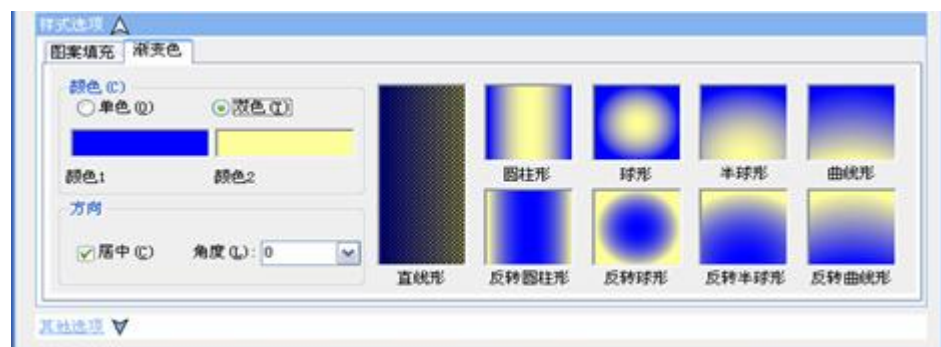 样式选项
图案填充 渐变色
颜色(C)
单色(O) 双色(T)
颜色1 颜色2
方向
居中(C) 角度(L): 0
直线形
圆柱形 球形 半球形 曲线形
反转圆柱形 反转球形 反转半球形 反转曲线形
其他选项